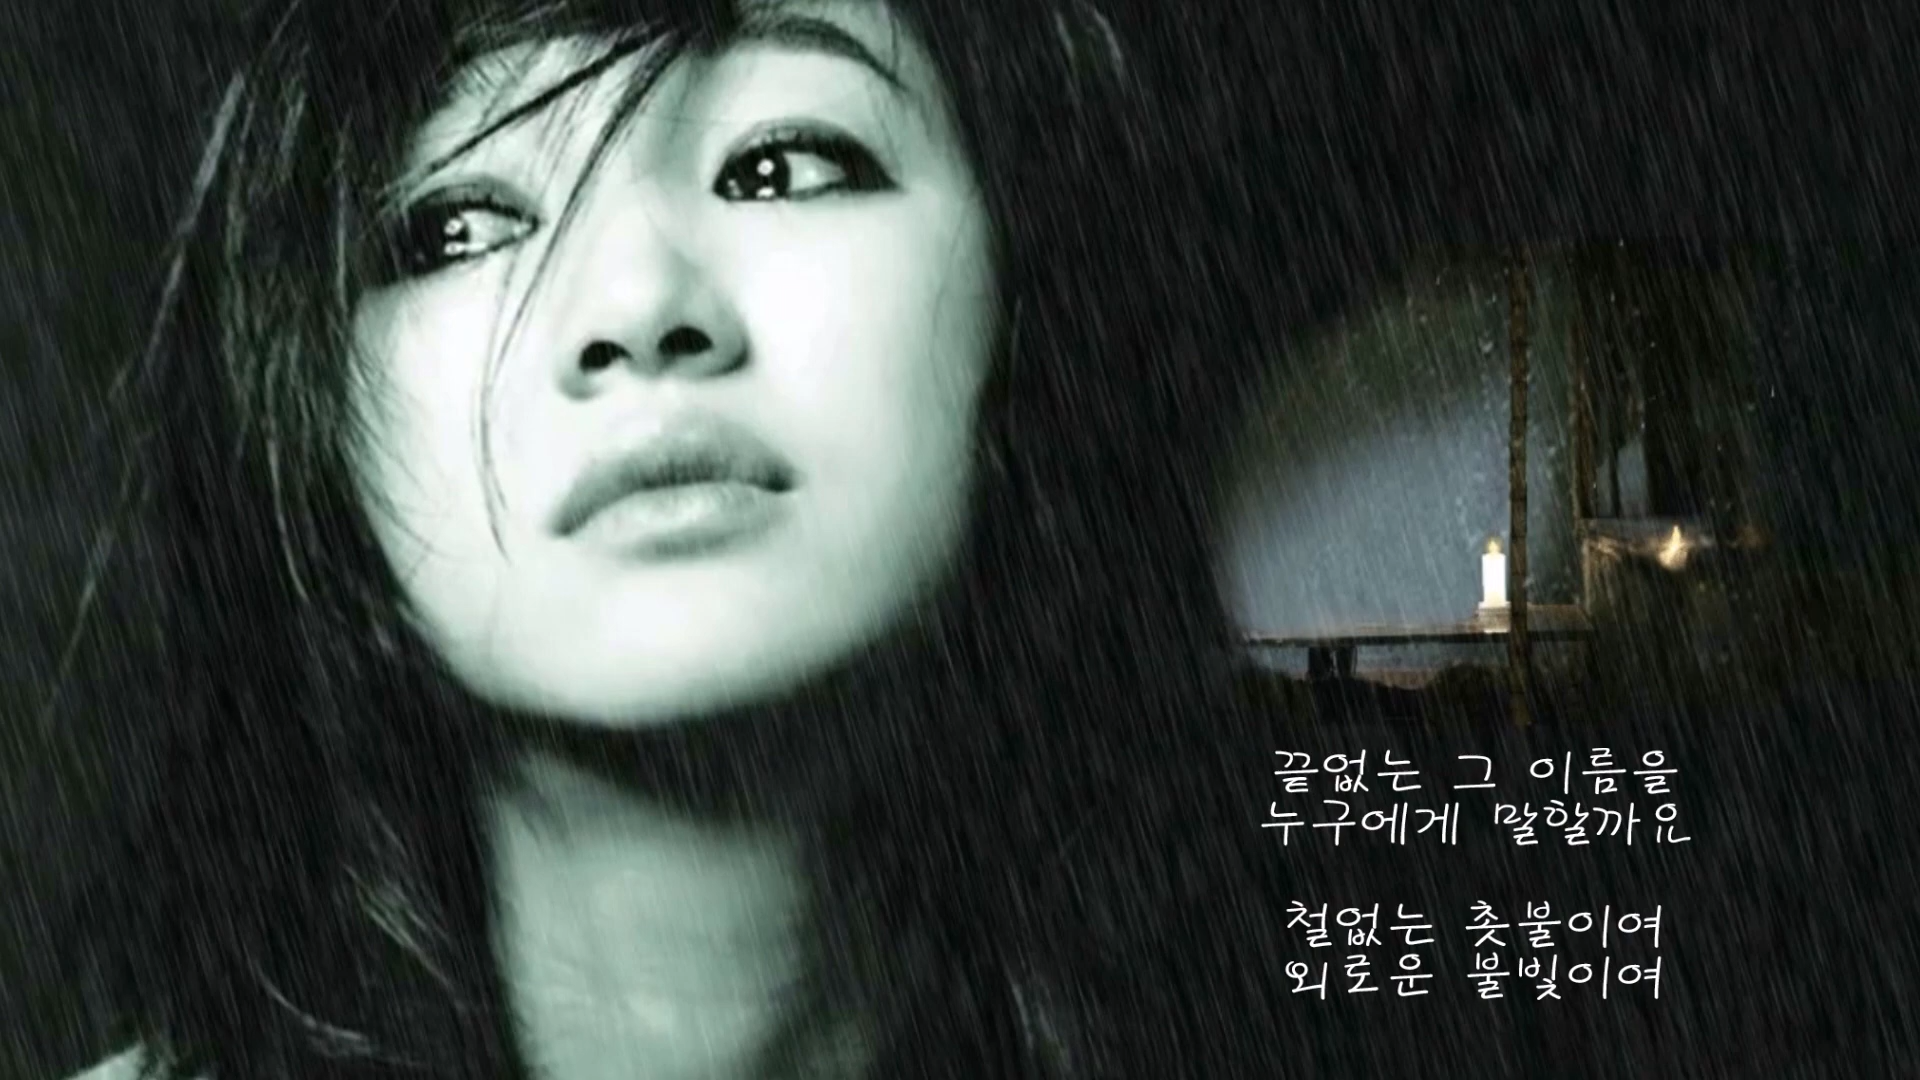 끝없는 그 이름을
누구에게 말할까요
철없는 촛불이여
외로운 불빛이여